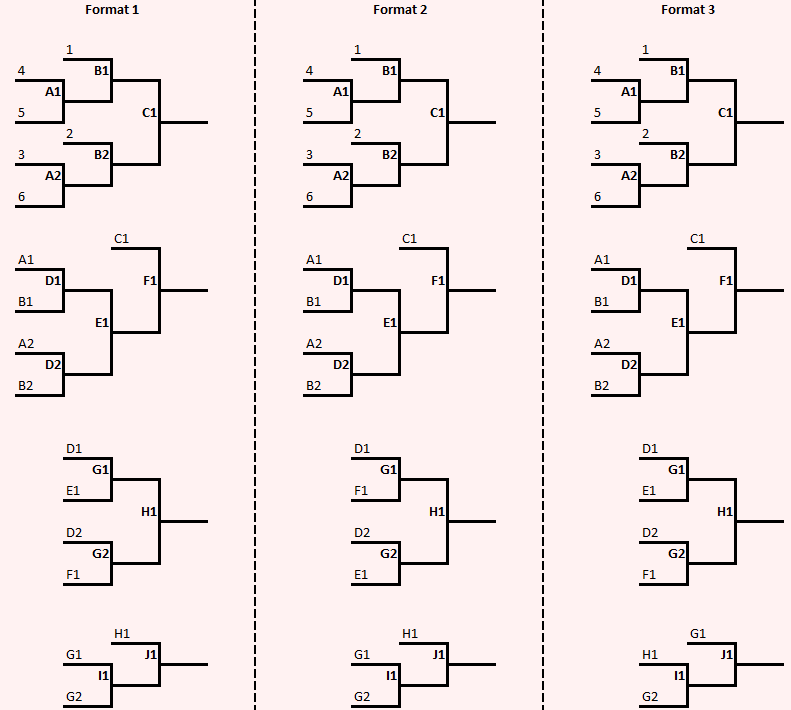 Format 1 Format 2 Format 3
1 1 1
4 B1 4 B1 4 B1
A1 A1 A1
5 C1 5 C1 5 C1
2 2 2
3 B2 3 B2 3 B2
A2 A2 A2
6 6 6
C1 C1 C1
A1 A1 A1
D1 F1 D1 F1 D1 F1
B1 B1 B1
E1 E1 E1
A2 A2 A2
D2 D2 D2
B2 B2 B2
D1 D1 D1
G1 G1 G1
E1 F1 E1
H1 H1 H1
D2 D2 D2
G2 G2 G2
F1 E1 F1
H1 H1 G1
G1 J1 G1 J1 H1 J1
I1 I1 I1
G2 G2 G2